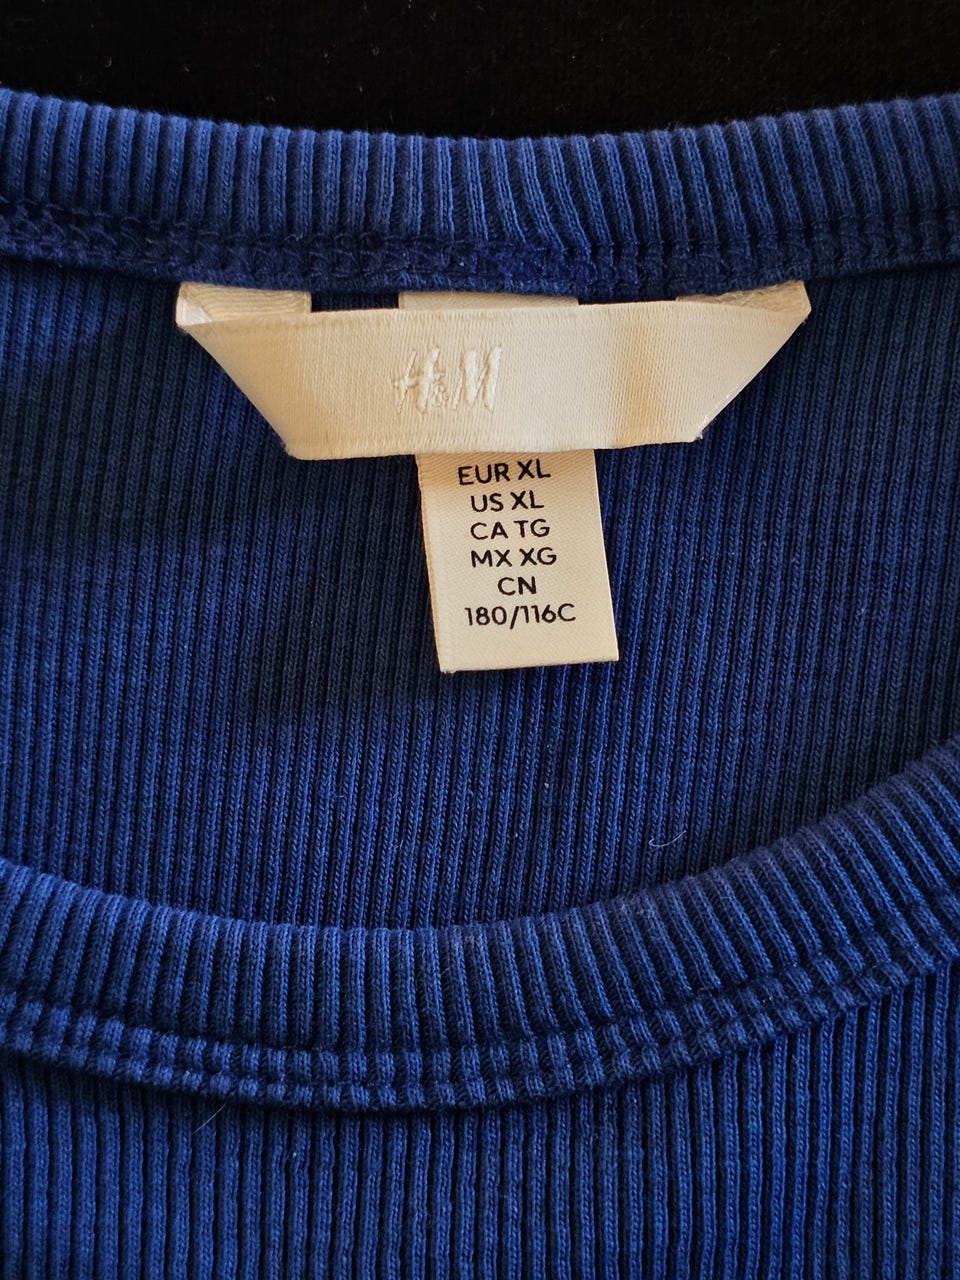 H&M
EUR XL
US XL
CA TG
MX XG
CN
180/116C